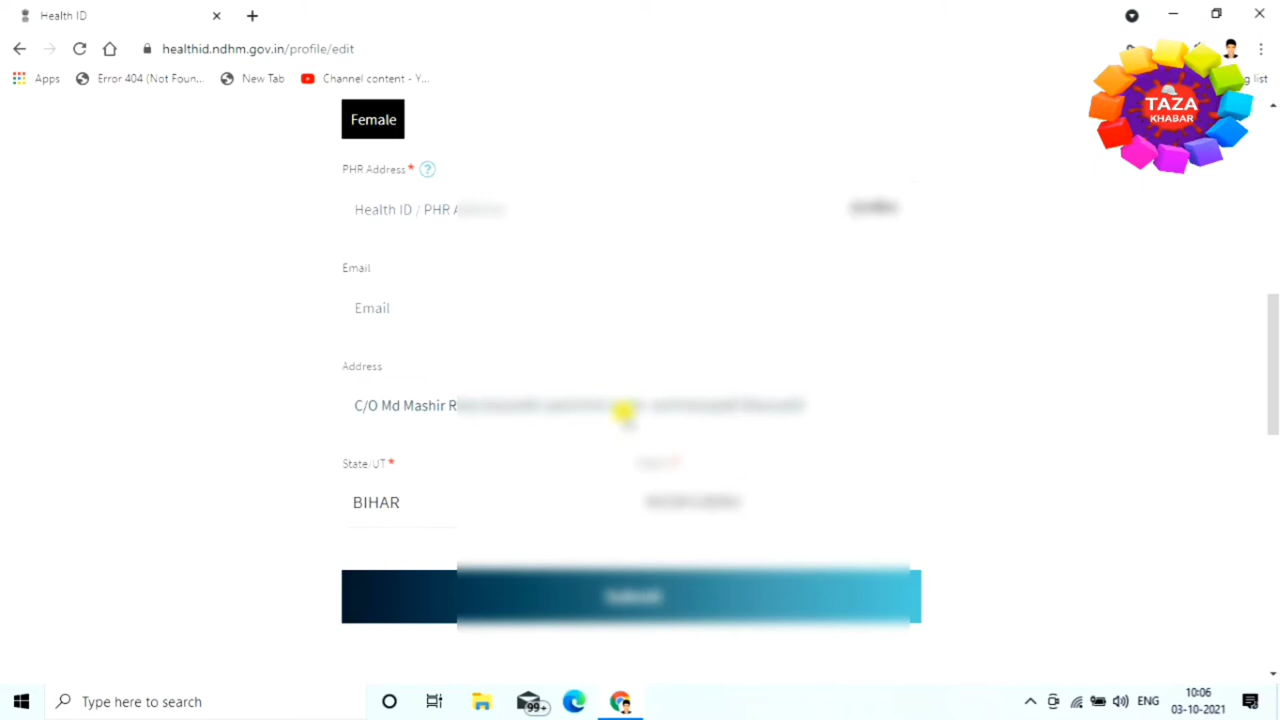 Health ID
healthid.ndhm.gov.in/profile/edit
Apps Error 404 (Not Foun... New Tab Channel content - Y... g list
TAZA
KHABAR
Female
PHR Address * ?
Health ID / PHR A
Email
Email
Address
C/O Md Mashir R
State/UT *
BIHAR
Submit
Type here to search
99+
ENG
10:06
03-10-2021